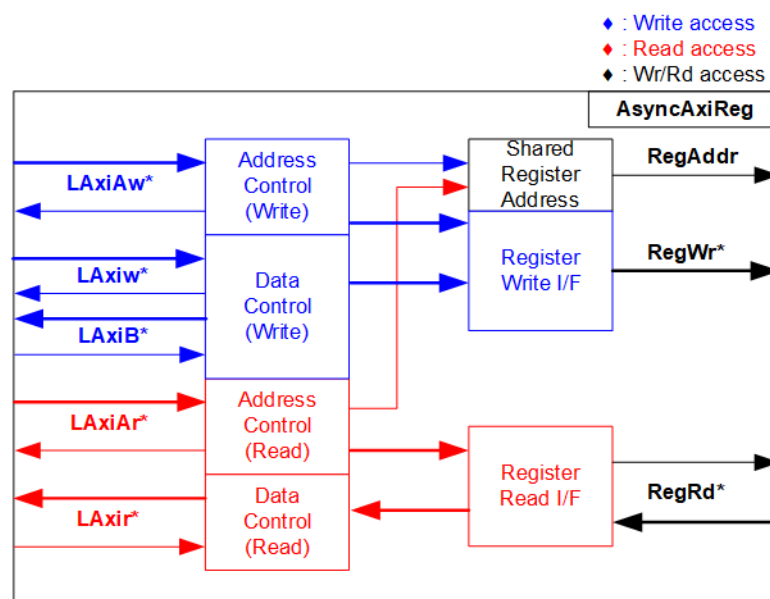 ♦ : Write access
♦ : Read access
♦ : Wr/Rd access
AsyncAxiReg
LAxiAw*
Address
Control
(Write)
Shared
Register
Address
RegAddr
LAxiw*
LAxiB*
Data
Control
(Write)
Register
Write I/F
RegWr*
LAxiAr*
Address
Control
(Read)
LAxir*
Data
Control
(Read)
Register
Read I/F
RegRd*